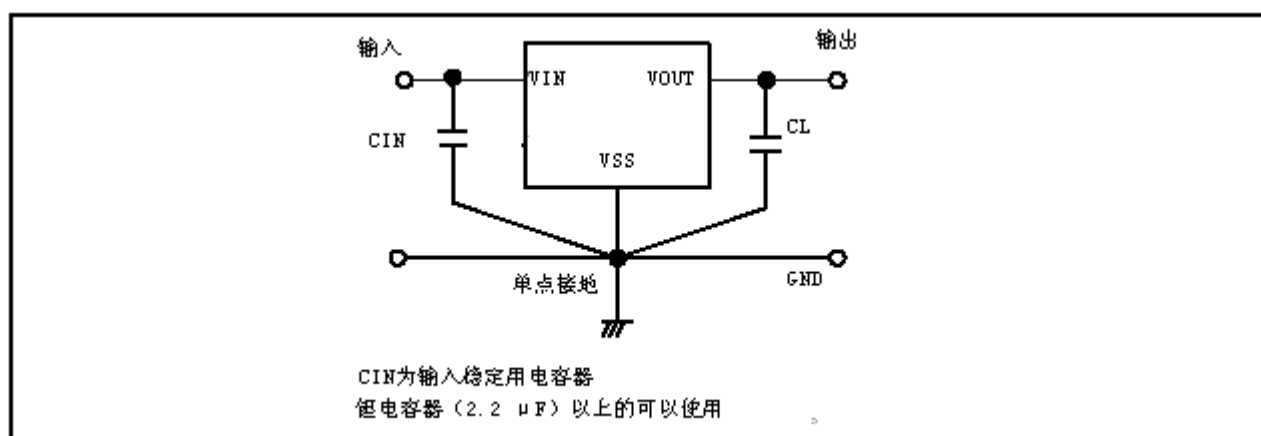 输入
输出
VIN
VOUT
CIN
CL
VSS
单点接地
GND
CIN为输入稳定用电容器
钽电容器（2.2 μF）以上的可以使用